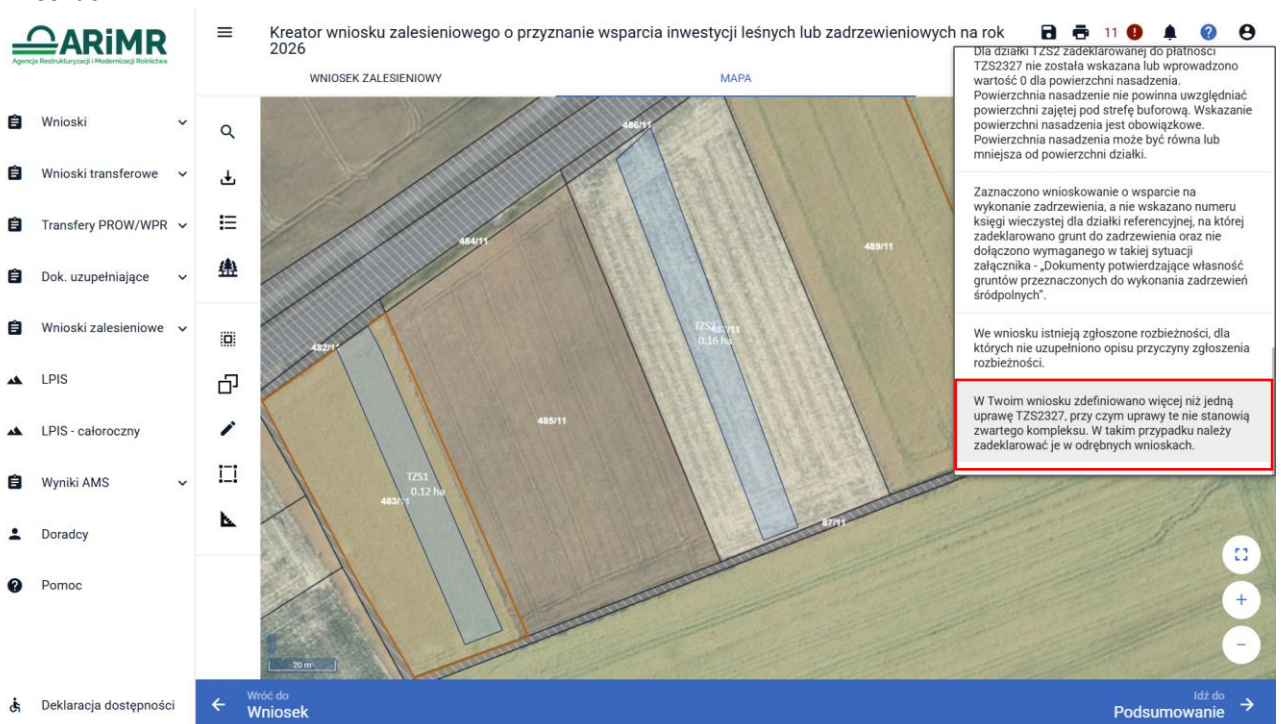 ARiMR
Agencja Restrukturyzacji i Modernizacji Rolnictwa
Wnioski
Wnioski transferowe
Transfery PROW/WPR
Dok. uzupełniające
Wnioski zalesieniowe
LPIS
LPIS - całoroczny
Wyniki AMS
Doradcy
Pomoc
Deklaracja dostępności
Kreator wniosku zalesieniowego o przyznanie wsparcia inwestycji leśnych lub zadrzewieniowych na rok
2026
11
WNIOSEK ZALESIENIOWY
MAPA
486/11
484/11
489/11
TZS2
0.16 ha
482/11
485/11
TZS1
0.12 ha
483/11
87/11
20 m
Dla działki TZS2 zadeklarowanej do płatności
TZS2327 nie została wskazana lub wprowadzono
wartość 0 dla powierzchni nasadzenia.
Powierzchnia nasadzenie nie powinna uwzględniać
powierzchni zajętej pod strefę buforową. Wskazanie
powierzchni nasadzenia jest obowiązkowe.
Powierzchnia nasadzenia może być równa lub
mniejsza od powierzchni działki.
Zaznaczono wnioskowanie o wsparcie na
wykonanie zadrzewienia, a nie wskazano numeru
księgi wieczystej dla działki referencyjnej, na której
zadeklarowano grunt do zadrzewienia oraz nie
dołączono wymaganego w takiej sytuacji
załącznika - „Dokumenty potwierdzające własność
gruntów przeznaczonych do wykonania zadrzewień
śródpolnych".
We wniosku istnieją zgłoszone rozbieżności, dla
których nie uzupełniono opisu przyczyny zgłoszenia
rozbieżności.
W Twoim wniosku zdefiniowano więcej niż jedną
uprawę TZS2327, przy czym uprawy te nie stanowią
zwartego kompleksu. W takim przypadku należy
zadeklarować je w odrębnych wnioskach.
Wróć do
Wniosek
Idź do
Podsumowanie